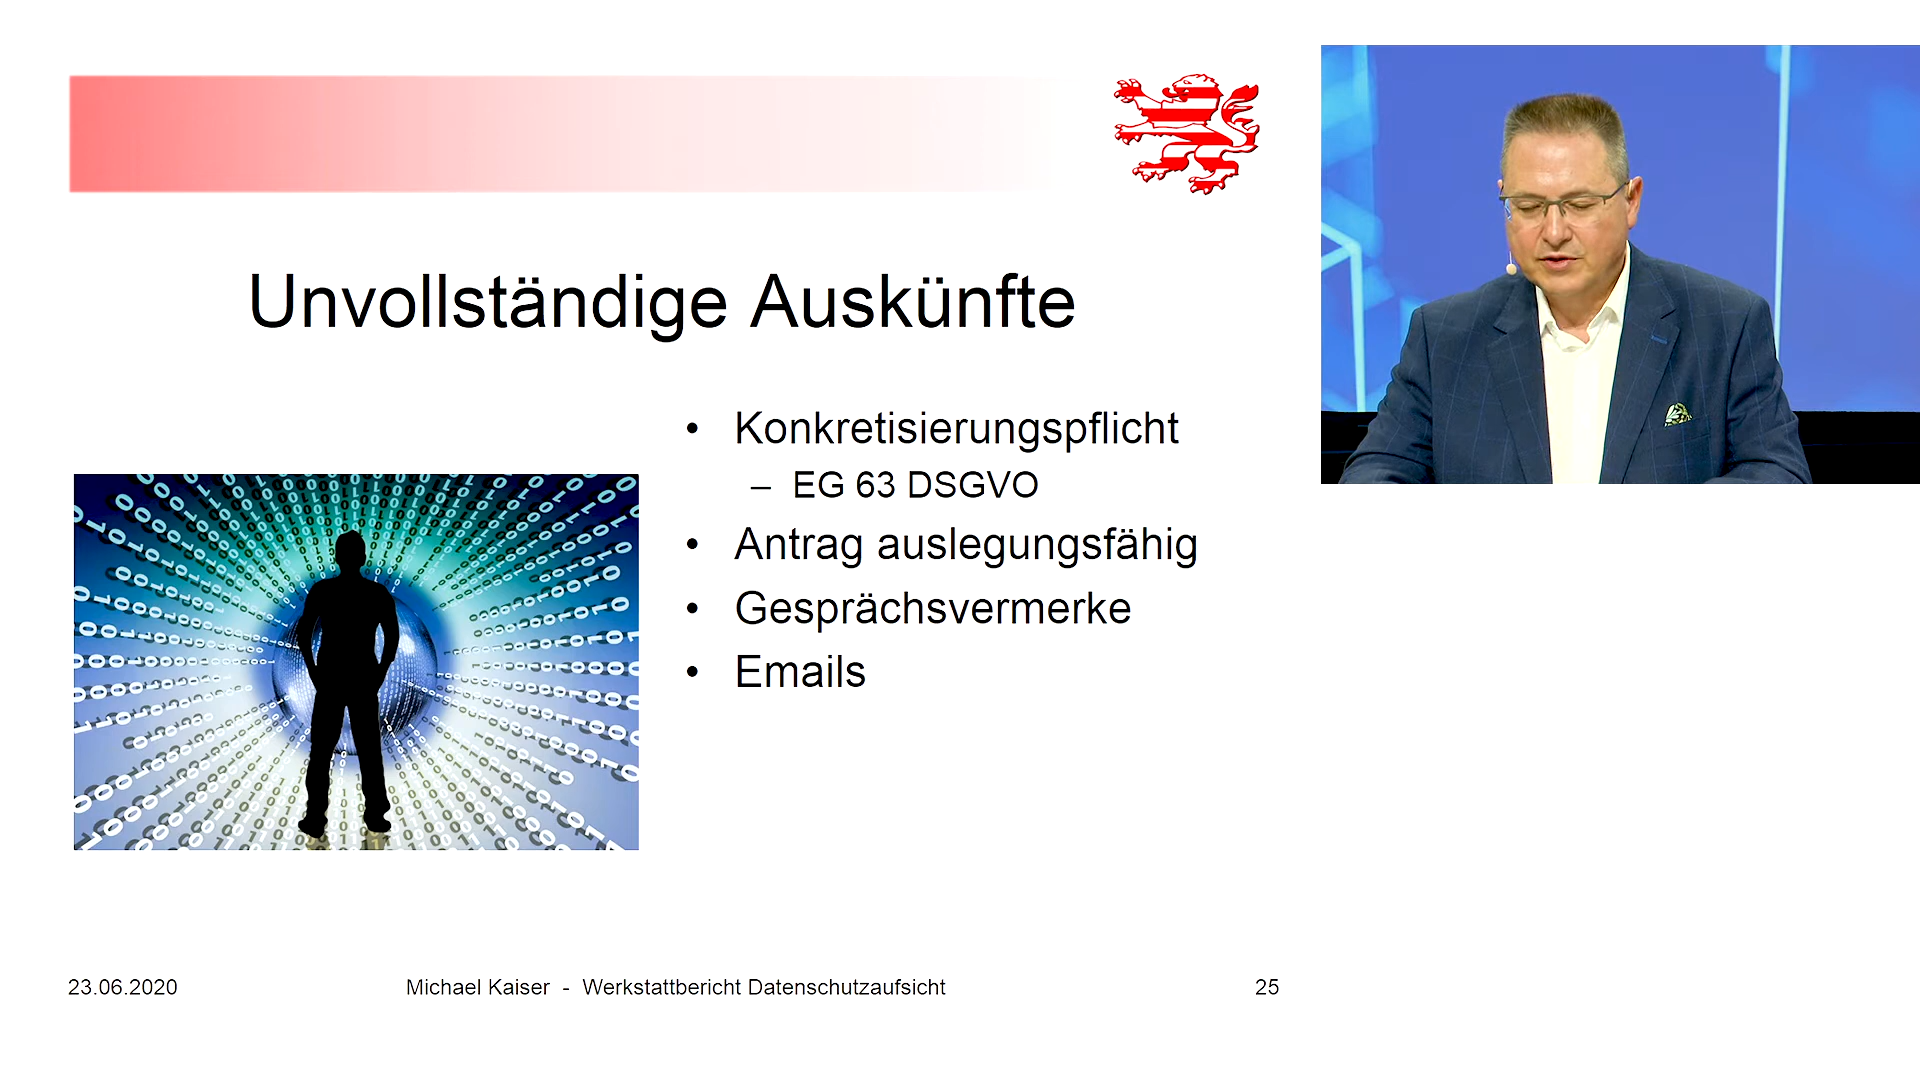 Unvollständige Auskünfte
• Konkretisierungspflicht
– EG 63 DSGVO
• Antrag auslegungsfähig
• Gesprächsvermerke
• Emails
23.06.2020
Michael Kaiser - Werkstattbericht Datenschutzaufsicht
25